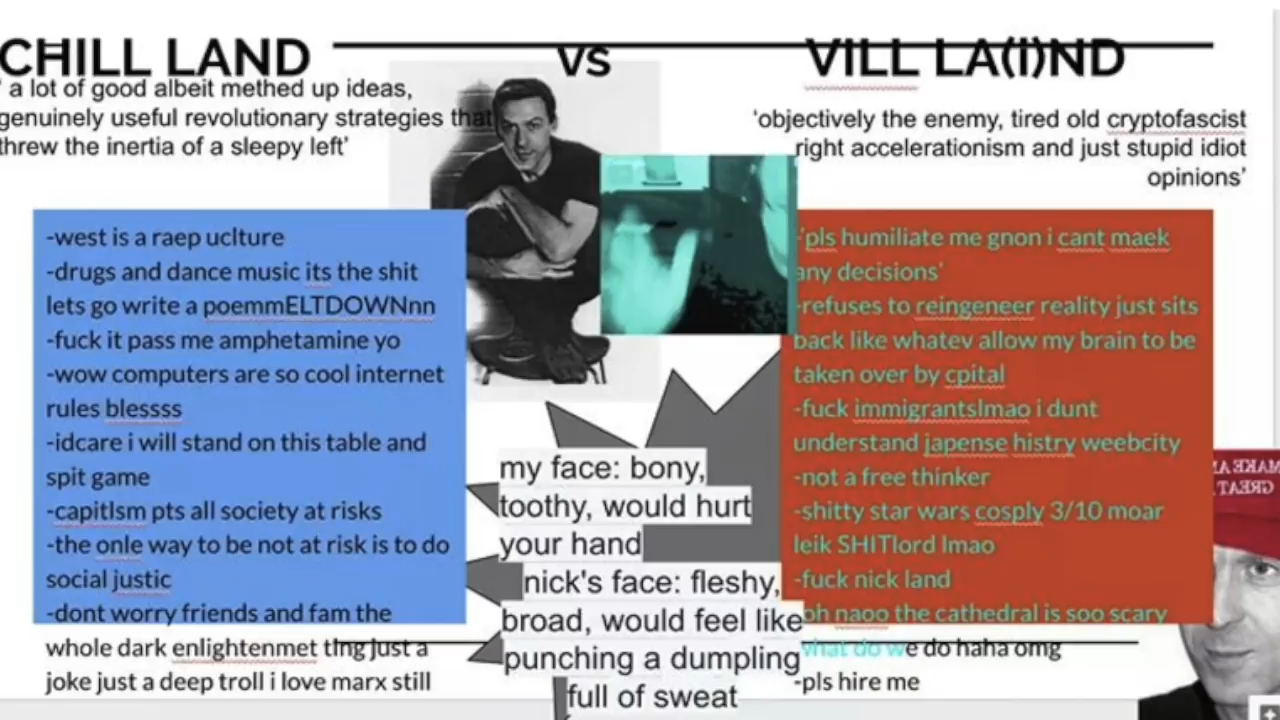 CHILL LAND
VS
VILL LA(I)ND
' a lot of good albeit methed up ideas,
genuinely useful revolutionary strategies that
threw the inertia of a sleepy left'
'objectively the enemy, tired old cryptofascist
right accelerationism and just stupid idiot
opinions'
-west is a raep uclture
-drugs and dance music its the shit
lets go write a poemmELTDOWNnn
-fuck it pass me amphetamine yo
-wow computers are so cool internet
rules blessss
-idcare i will stand on this table and
spit game
-capitlsm pts all society at risks
-the onle way to be not at risk is to do
social justic
-dont worry friends and fam the
whole dark enlightenmet ting just a
joke just a deep troll i love marx still
my face: bony,
toothy, would hurt
your hand
nick's face: fleshy,
broad, would feel like
punching a dumpling
full of sweat
-'pls humiliate me gnon i cant maek
any decisions'
-refuses to reingeneer reality just sits
back like whatev allow my brain to be
taken over by cpital
-fuck immigrantslmao i dunt
understand japense histry weebcity
-not a free thinker
-shitty star wars cosply 3/10 moar
leik SHITlord lmao
-fuck nick land
-oh naoo the cathedral is soo scary
what do we do haha omg
-pls hire me
MAKE AM
GREAT